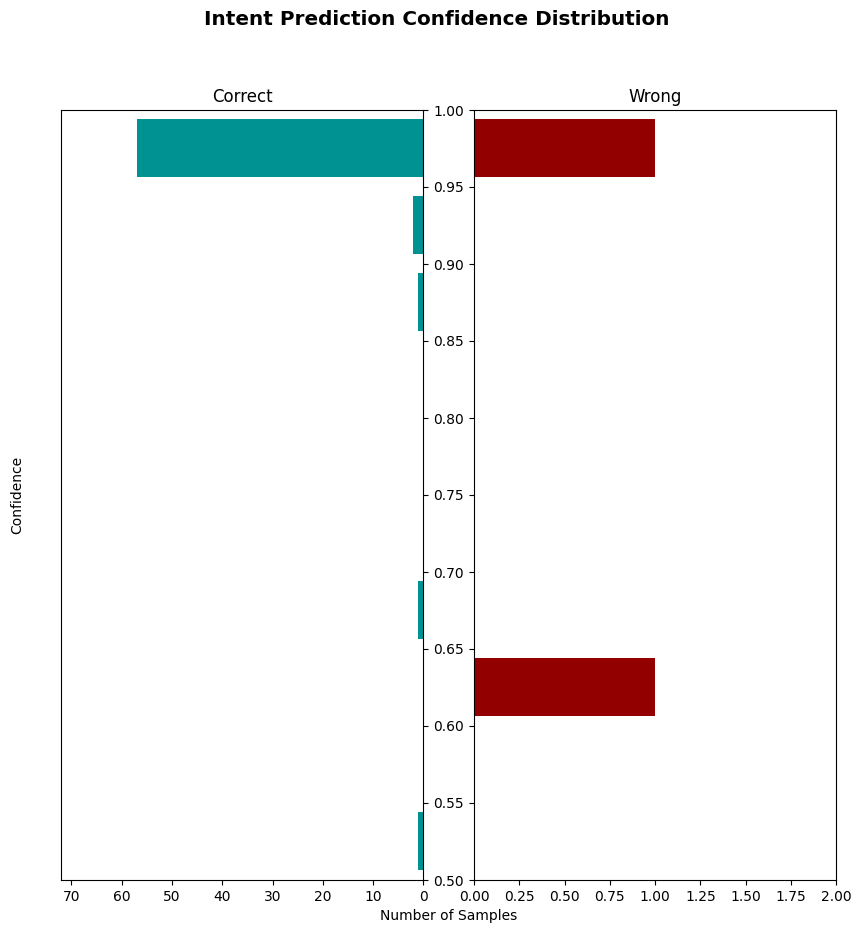 Intent Prediction Confidence Distribution
Correct
Wrong
1.00
0.95
0.90
0.85
0.80
0.75
0.70
0.65
0.60
0.55
0.50
Confidence
70 60 50 40 30 20 10 0
0.00 0.25 0.50 0.75 1.00 1.25 1.50 1.75 2.00
Number of Samples